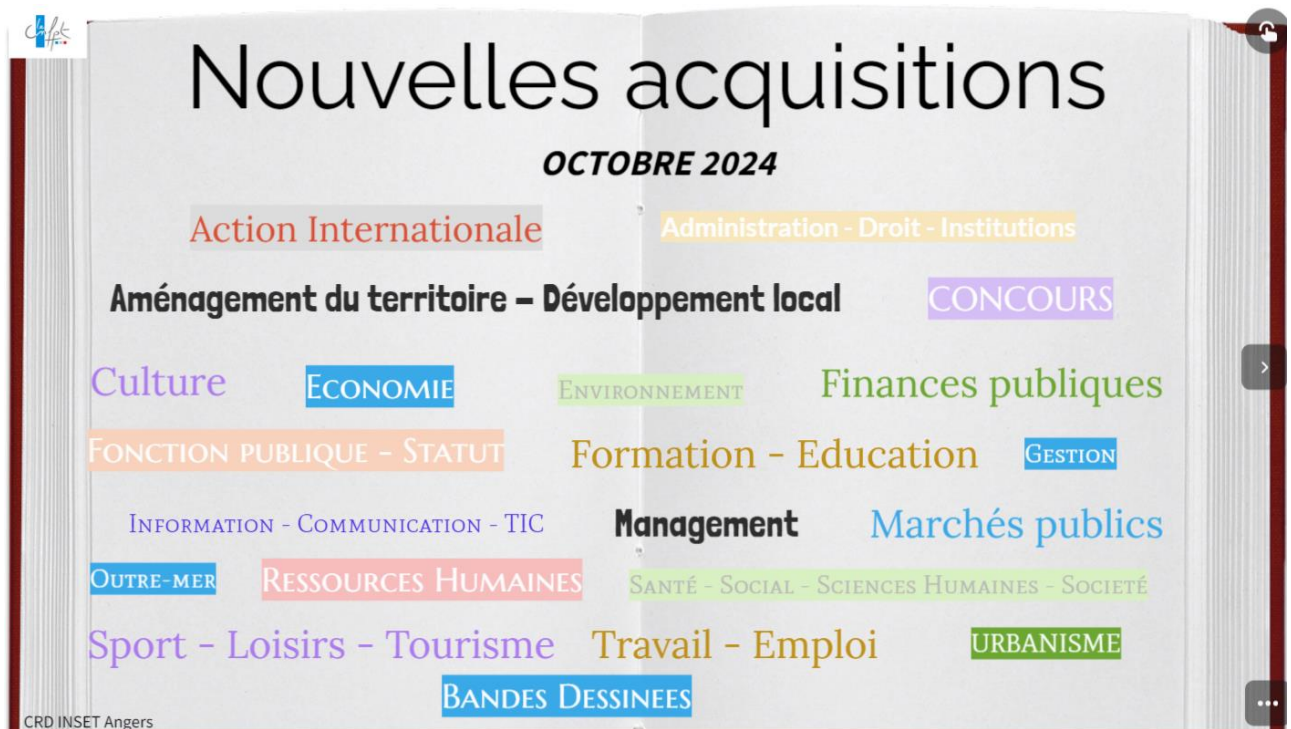 cnfpt
Nouvelles acquisitions
OCTOBRE 2024
Action Internationale
Administration - Droit - Institutions
Aménagement du territoire – Développement local
CONCOURS
Culture
ECONOMIE
ENVIRONNEMENT
Finances publiques
FONCTION PUBLIQUE - STATUT
Formation - Education
GESTION
INFORMATION - COMMUNICATION - TIC
Management
Marchés publics
OUTRE-MER
RESSOURCES HUMAINES
SANTÉ - SOCIAL - SCIENCES HUMAINES - SOCIETÉ
Sport - Loisirs - Tourisme
Travail - Emploi
URBANISME
BANDES DESSINEES
CRD INSET Angers